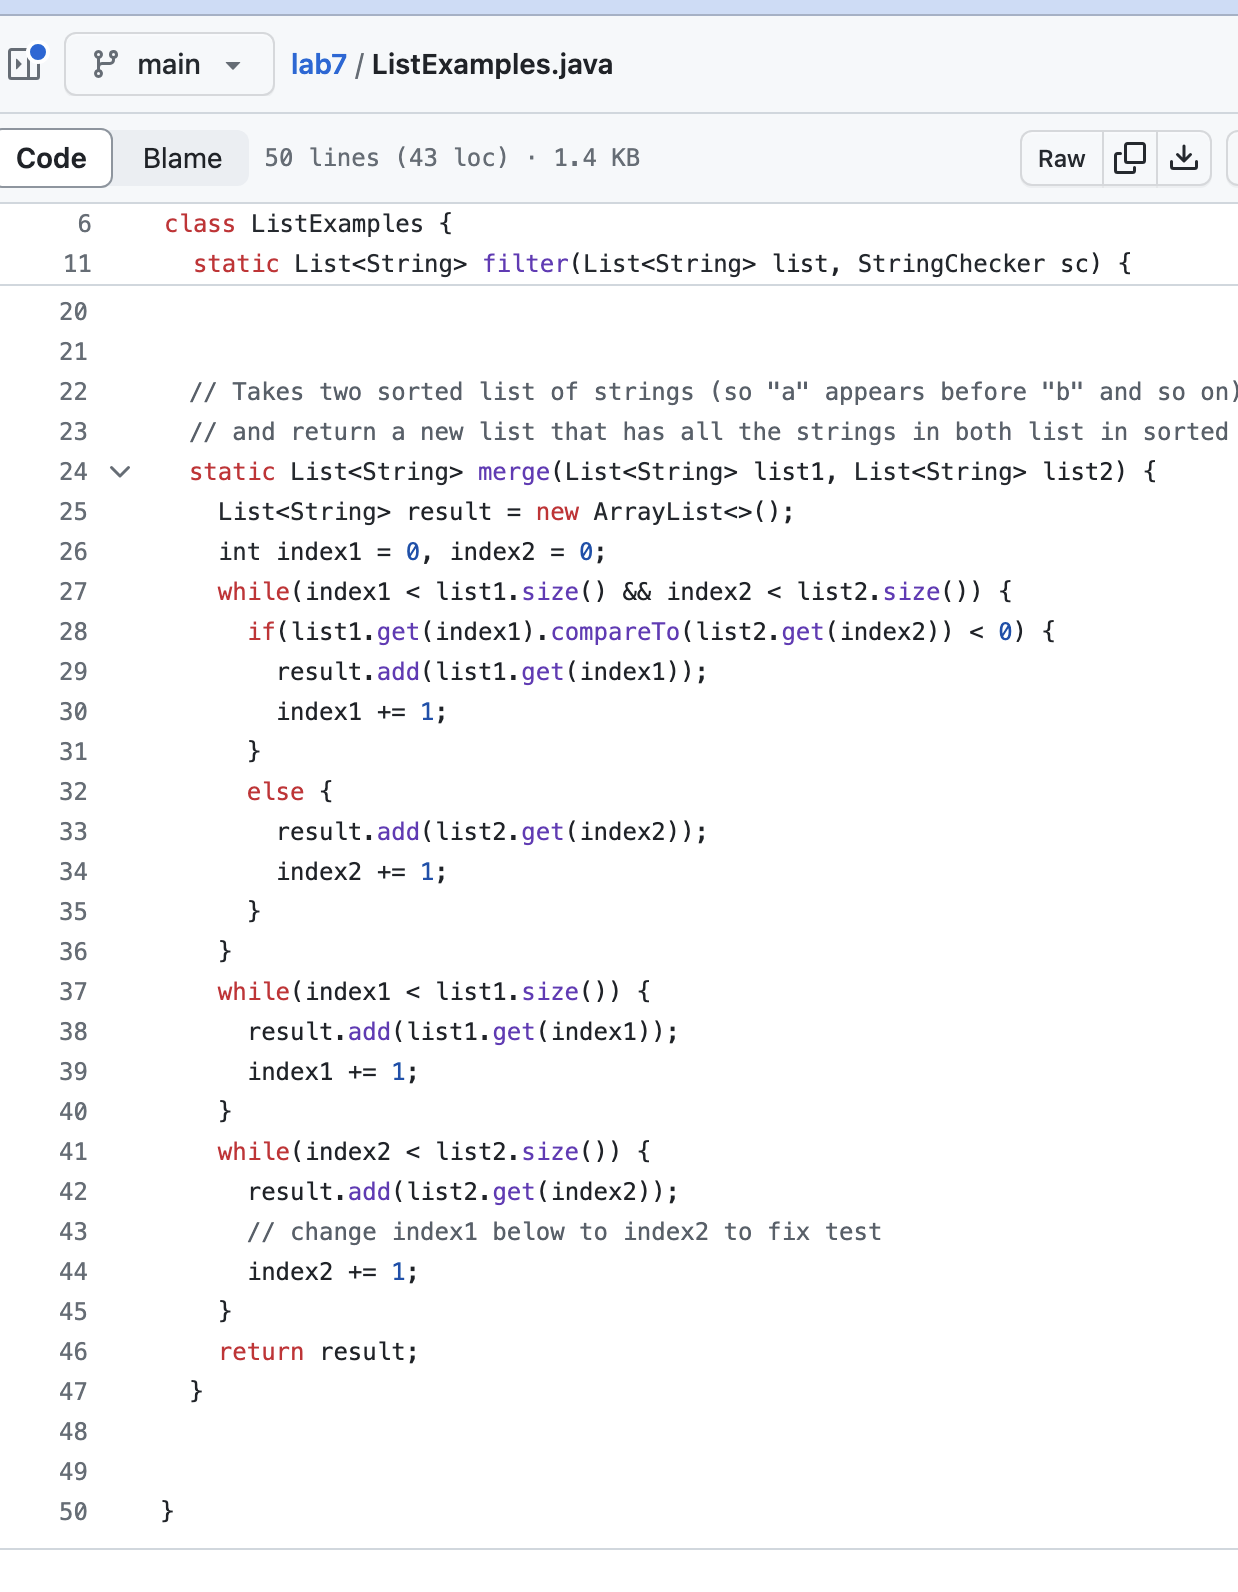 main
lab7 / ListExamples.java
Code Blame 50 lines (43 loc) · 1.4 KB Raw
6 class ListExamples {
11 static List<String> filter(List<String> list, StringChecker sc) {
20
21
22 // Takes two sorted list of strings (so "a" appears before "b" and so on)
23 // and return a new list that has all the strings in both list in sorted
24 static List<String> merge(List<String> list1, List<String> list2) {
25 List<String> result = new ArrayList<>();
26 int index1 = 0, index2 = 0;
27 while(index1 < list1.size() && index2 < list2.size()) {
28 if(list1.get(index1).compareTo(list2.get(index2)) < 0) {
29 result.add(list1.get(index1));
30 index1 += 1;
31 }
32 else {
33 result.add(list2.get(index2));
34 index2 += 1;
35 }
36 }
37 while(index1 < list1.size()) {
38 result.add(list1.get(index1));
39 index1 += 1;
40 }
41 while(index2 < list2.size()) {
42 result.add(list2.get(index2));
43 // change index1 below to index2 to fix test
44 index2 += 1;
45 }
46 return result;
47 }
48
49
50 }